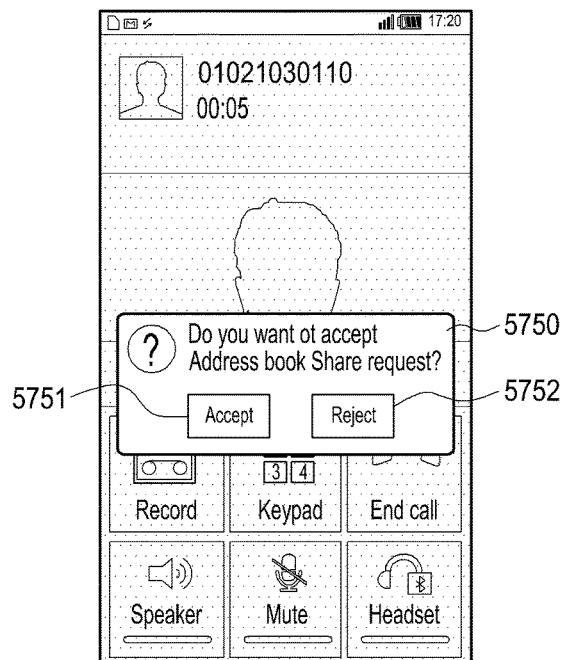 17:20
01021030110
00:05
Do you want ot accept
Address book Share request?
5750
5751
5752
Accept Reject
3 4
Record Keypad End call
Speaker Mute Headset